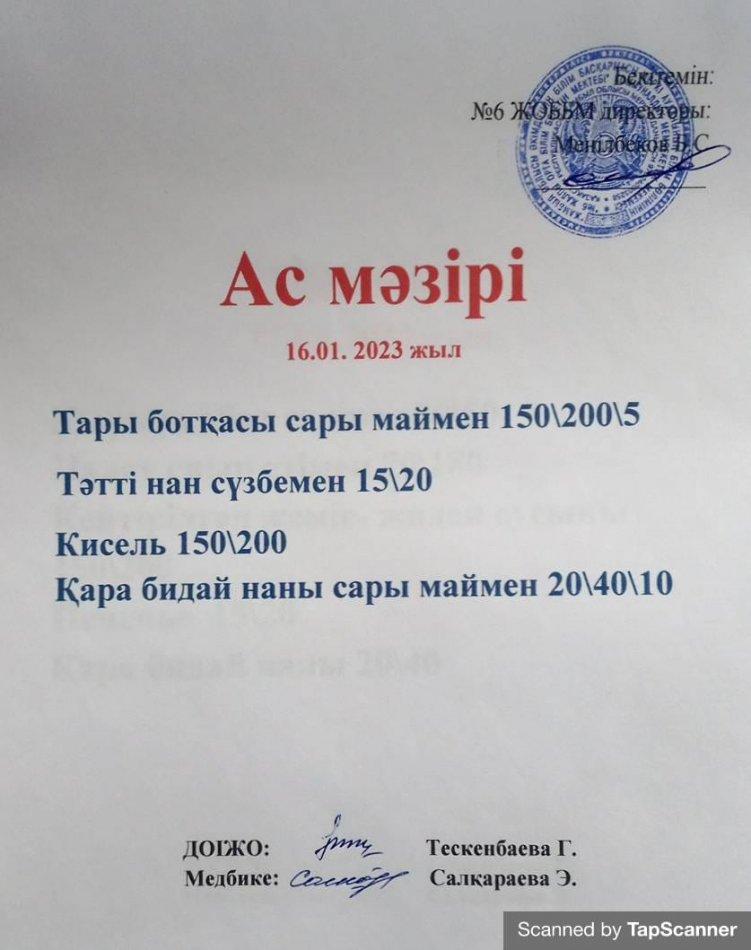 Бекітемін:
№6 ЖОББМ директоры:
Меңілбеков Б.С
Ас мәзірі
16.01. 2023 жыл
Тары ботқасы сары маймен 150\200\5
Тәтті нан сүзбемен 15\20
Кисель 150\200
Қара бидай наны сары маймен 20\40\10
ДОІЖО: Тескенбаева Г.
Медбике: Салқараева Э.
Scanned by TapScanner